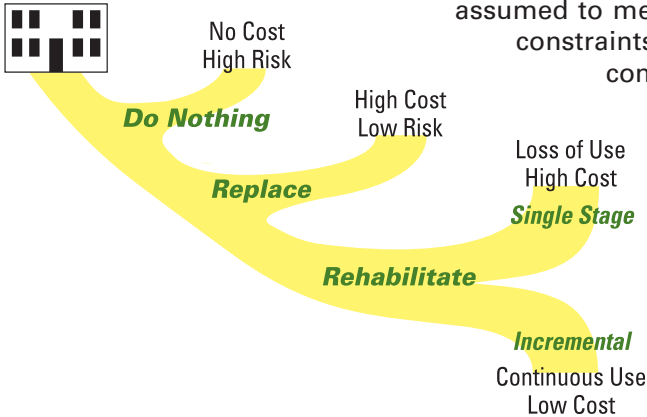 assumed to me
constraints
con
No Cost
High Risk
Do Nothing
High Cost
Low Risk
Replace
Loss of Use
High Cost
Single Stage
Rehabilitate
Incremental
Continuous Use
Low Cost